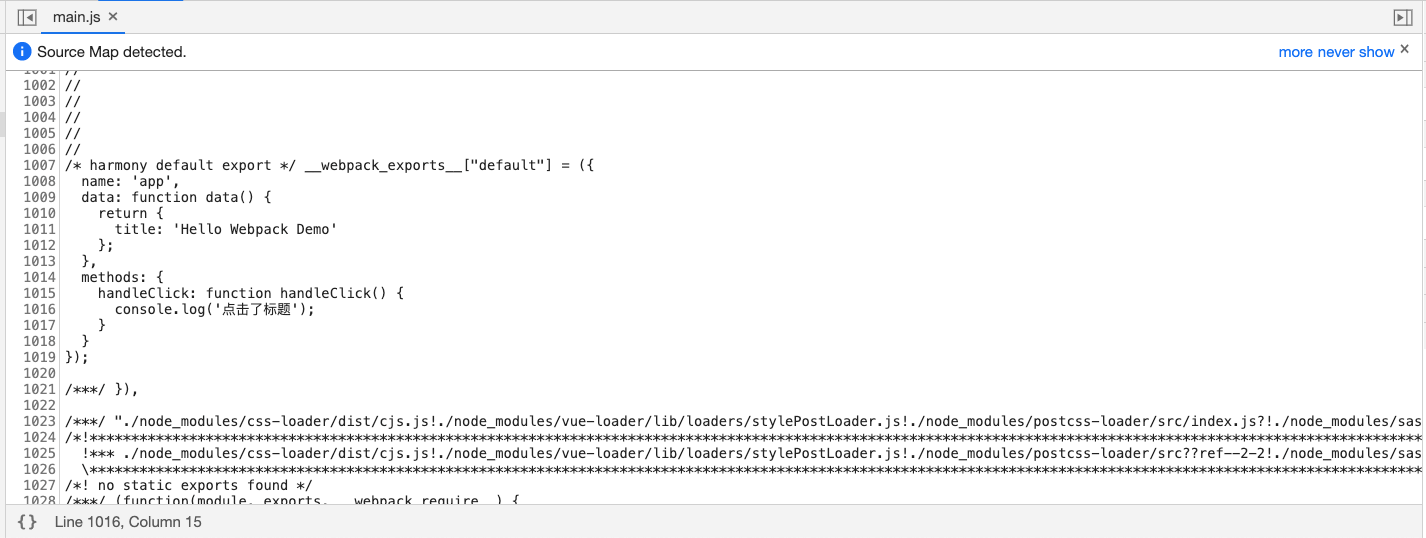 main.js ×
Source Map detected.
more never show ×
1001 //
1002 //
1003 //
1004 //
1005 //
1006 //
1007 /* harmony default export */ __webpack_exports__["default"] = ({
1008   name: 'app',
1009   data: function data() {
1010     return {
1011       title: 'Hello Webpack Demo'
1012     };
1013   },
1014   methods: {
1015     handleClick: function handleClick() {
1016       console.log('点击了标题');
1017     }
1018   }
1019 });
1020
1021 /***/ }),
1022
1023 /***/ "./node_modules/css-loader/dist/cjs.js!./node_modules/vue-loader/lib/loaders/stylePostLoader.js!./node_modules/postcss-loader/src/index.js?!./node_modules/sas
1024 /*!**********************************************************************************************************************************************************************
1025   !*** ./node_modules/css-loader/dist/cjs.js!./node_modules/vue-loader/lib/loaders/stylePostLoader.js!./node_modules/postcss-loader/src??ref--2-2!./node_modules/sas
1026   \**********************************************************************************************************************************************************************
1027 /*! no static exports found */
1028 /***/ (function(module, exports, __webpack_require__) {
{} Line 1016, Column 15